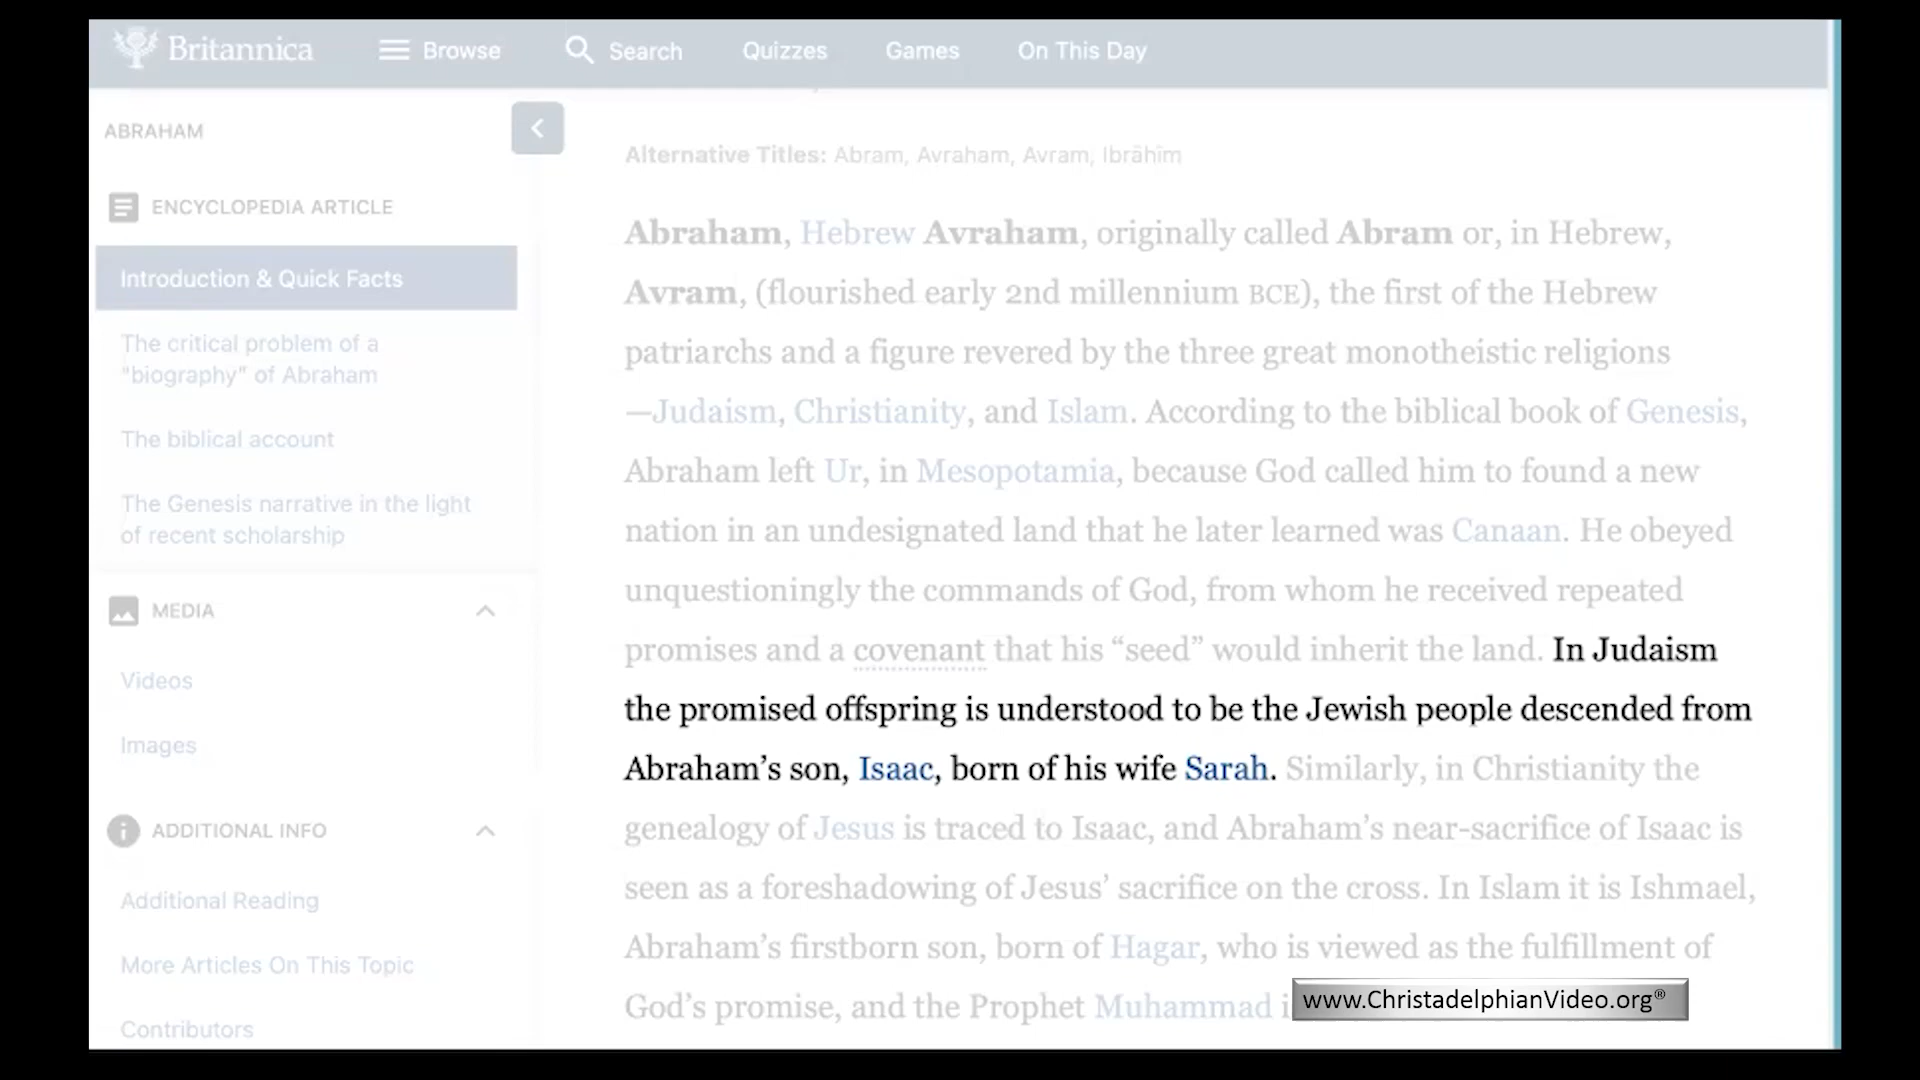 Britannica Browse Search Quizzes Games On This Day
ABRAHAM
ENCYCLOPEDIA ARTICLE
Introduction & Quick Facts
The critical problem of a
“biography” of Abraham
The biblical account
The Genesis narrative in the light
of recent scholarship
MEDIA
Videos
Images
ADDITIONAL INFO
Additional Reading
More Articles On This Topic
Contributors
Alternative Titles: Abram, Avraham, Avram, Ibrāhīm
Abraham, Hebrew Avraham, originally called Abram or, in Hebrew,
Avram, (flourished early 2nd millennium BCE), the first of the Hebrew
patriarchs and a figure revered by the three great monotheistic religions
—Judaism, Christianity, and Islam. According to the biblical book of Genesis,
Abraham left Ur, in Mesopotamia, because God called him to found a new
nation in an undesignated land that he later learned was Canaan. He obeyed
unquestioningly the commands of God, from whom he received repeated
promises and a covenant that his “seed” would inherit the land. In Judaism
the promised offspring is understood to be the Jewish people descended from
Abraham’s son, Isaac, born of his wife Sarah. Similarly, in Christianity the
genealogy of Jesus is traced to Isaac, and Abraham’s near-sacrifice of Isaac is
seen as a foreshadowing of Jesus’ sacrifice on the cross. In Islam it is Ishmael,
Abraham’s firstborn son, born of Hagar, who is viewed as the fulfillment of
God’s promise, and the Prophet Muhammad
www.ChristadelphianVideo.org®